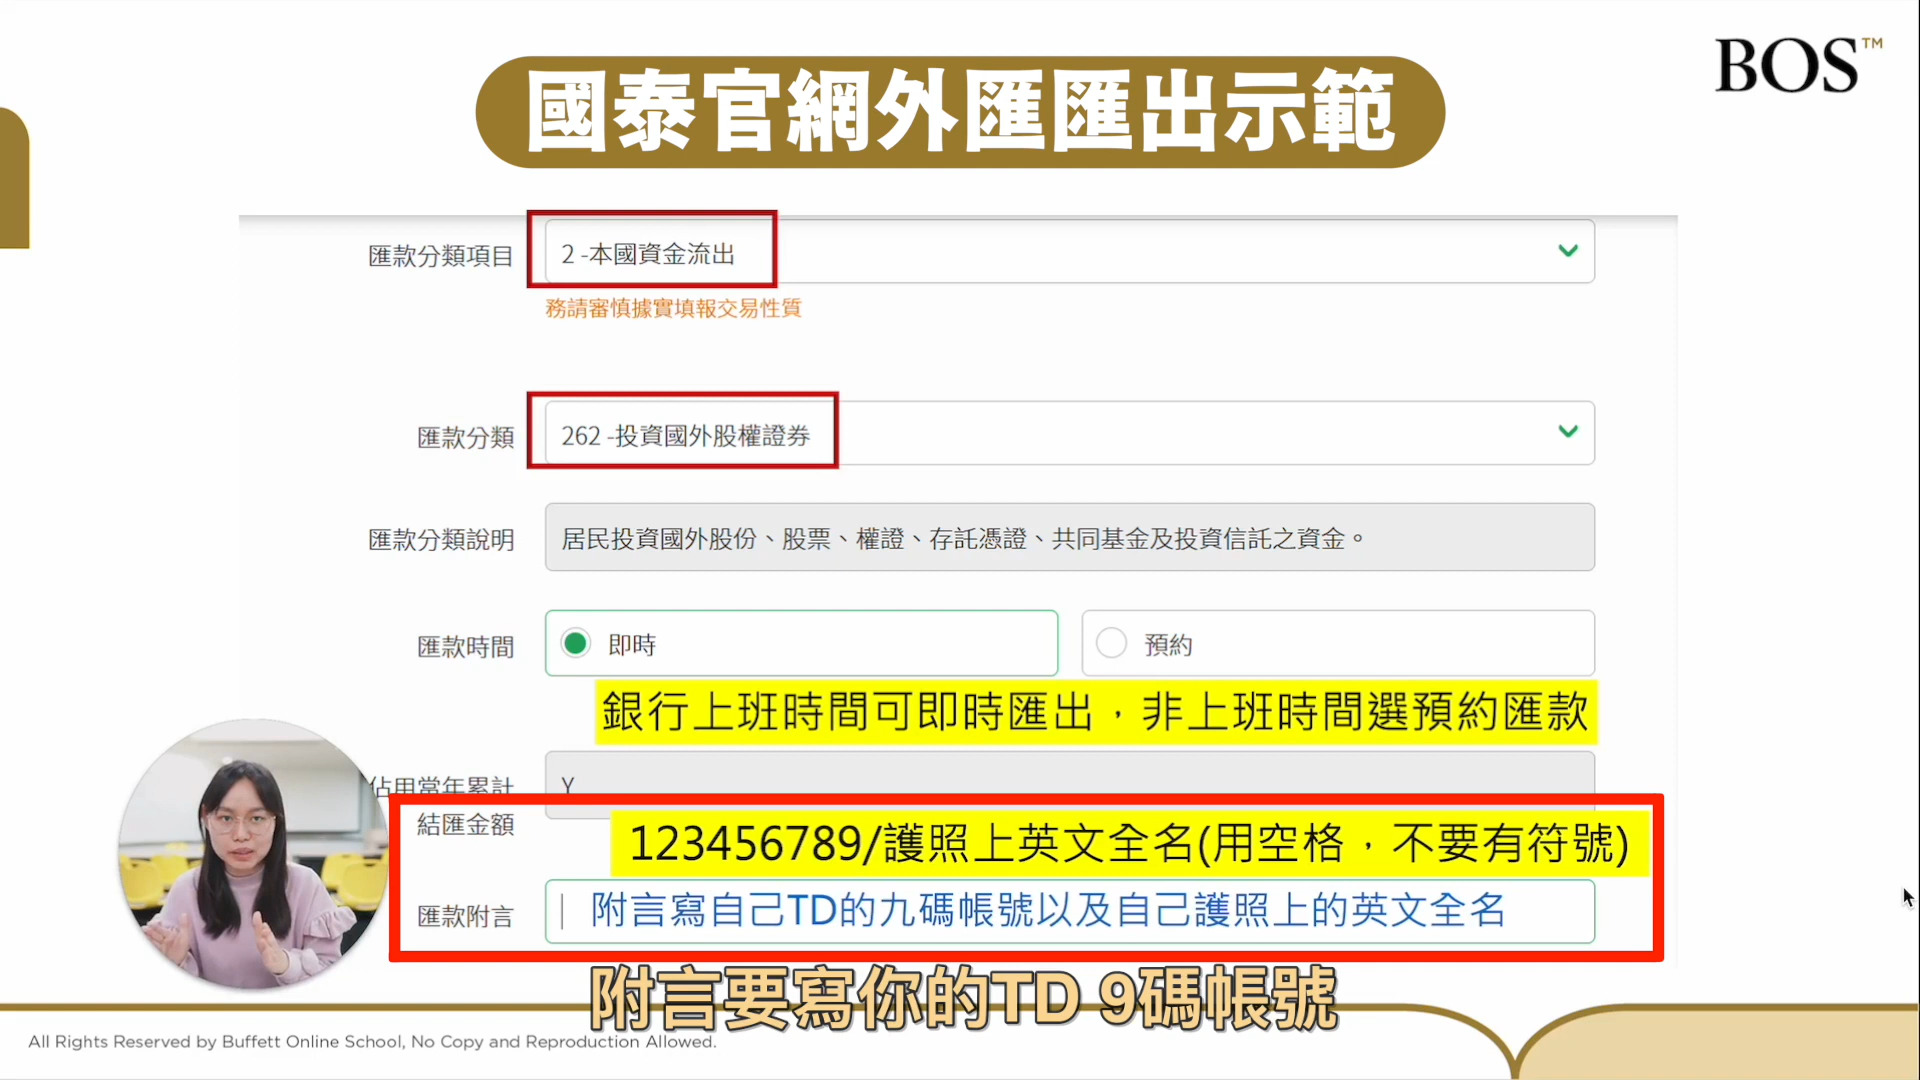 BOS™
國泰官網外匯匯出示範
匯款分類項目
2 -本國資金流出
務請審慎據實填報交易性質
匯款分類
262 -投資國外股權證券
匯款分類說明
居民投資國外股份、股票、權證、存託憑證、共同基金及投資信託之資金。
匯款時間
即時
預約
銀行上班時間可即時匯出，非上班時間選預約匯款
佔用當年累計
結匯金額
Y
123456789/護照上英文全名(用空格，不要有符號)
匯款附言
附言寫自己TD的九碼帳號以及自己護照上的英文全名
附言要寫你的TD 9碼帳號
All Rights Reserved by Buffett Online School, No Copy and Reproduction Allowed.